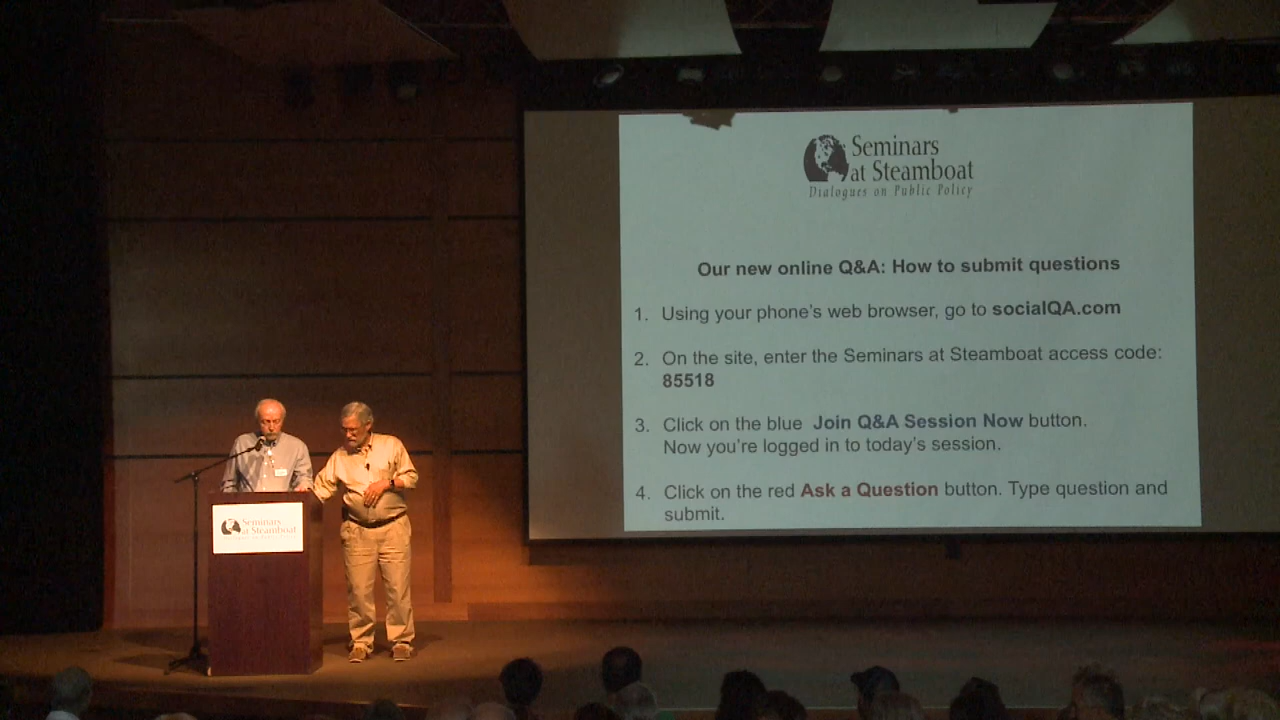 Seminars
at Steamboat
Dialogues on Public Policy
Our new online Q&A: How to submit questions
1. Using your phone's web browser, go to socialQA.com
2. On the site, enter the Seminars at Steamboat access code:
85518
3. Click on the blue Join Q&A Session Now button.
Now you're logged in to today's session.
4. Click on the red Ask a Question button. Type question and
submit.
Seminars
at Steamboat